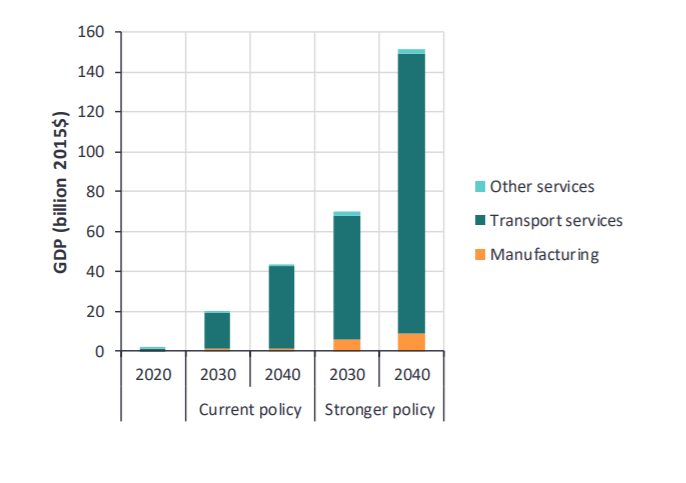 160
140
120
100
80
60
40
20
0
GDP (billion 2015$)
2020 2030 2040 2030 2040
Current policy Stronger policy
Other services
Transport services
Manufacturing